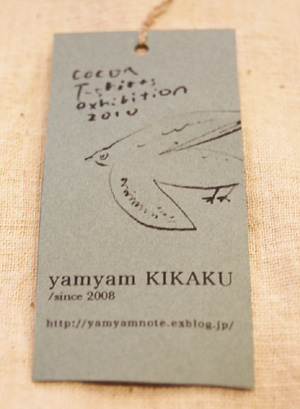 COCOA
T-shirts
exhibition
2010
yamyam KIKAKU
/since 2008
http://yamyamnote.exblog.jp/